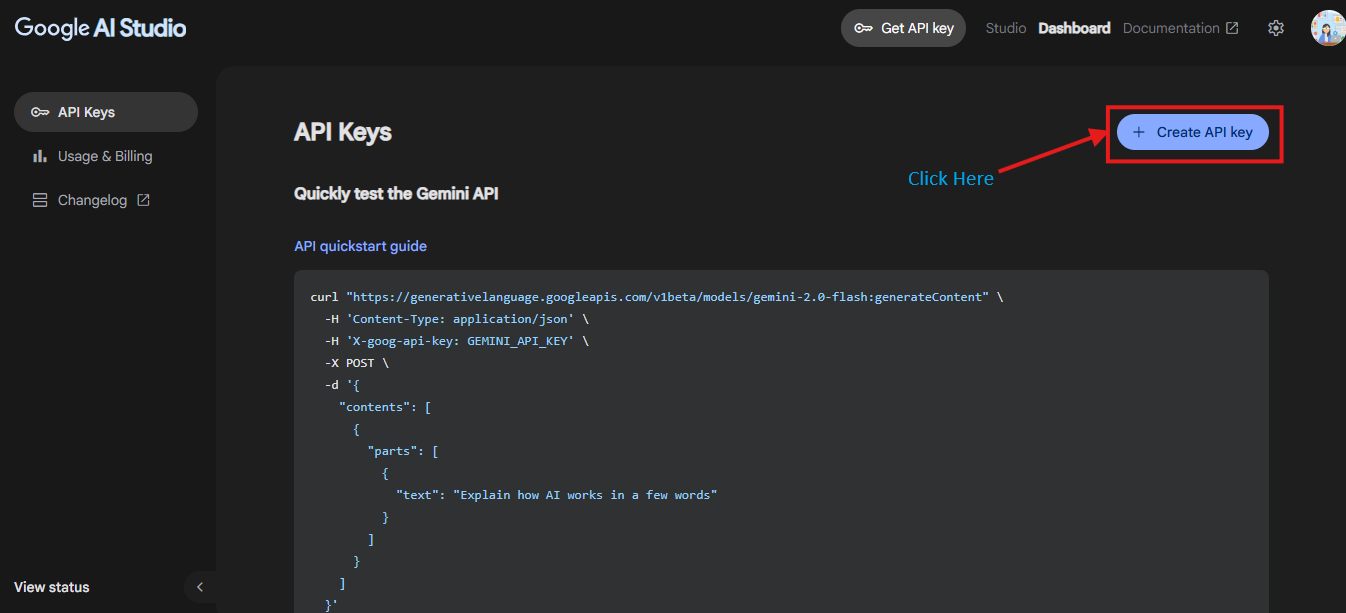 Google AI Studio
Get API key
Studio
Dashboard
Documentation
API Keys
Usage & Billing
Changelog
View status
API Keys
+ Create API key
Click Here
Quickly test the Gemini API
API quickstart guide
curl "https://generativelanguage.googleapis.com/v1beta/models/gemini-2.0-flash:generateContent" \
-H 'Content-Type: application/json' \
-H 'X-goog-api-key: GEMINI_API_KEY' \
-X POST \
-d '{
"contents": [
{
"parts": [
{
"text": "Explain how AI works in a few words"
}
]
}
]
}'